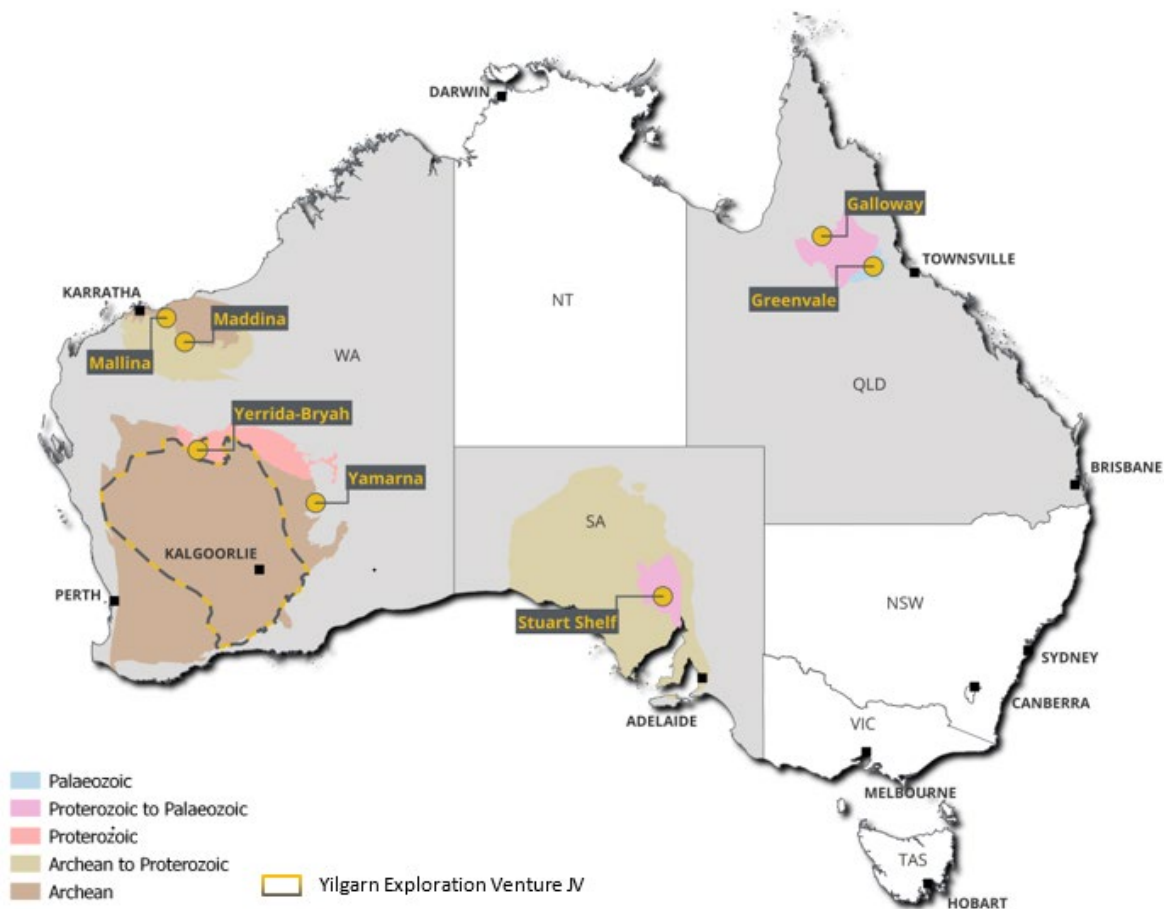 DARWIN
Galloway
TOWNSVILLE
KARRATHA
Maddina
NT
Greenvale
WA
Mallina
QLD
Yerrida-Bryah
BRISBANE
Yamarna
SA
KALGOORLIE
PERTH
NSW
Stuart Shelf
SYDNEY
CANBERRA
ADELAIDE
VIC
MELBOURNE
TAS
HOBART
Palaeozoic
Proterozoic to Palaeozoic
Proterozoic
Archean to Proterozoic
Archean
Yilgarn Exploration Venture JV